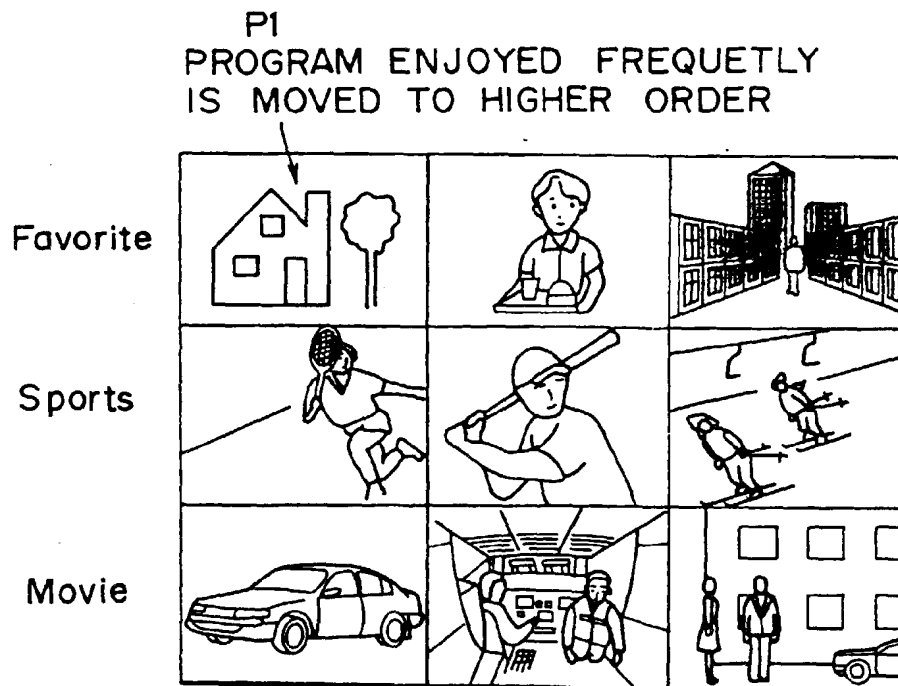 P1
PROGRAM ENJOYED FREQUETLY
IS MOVED TO HIGHER ORDER
Favorite
Sports
Movie